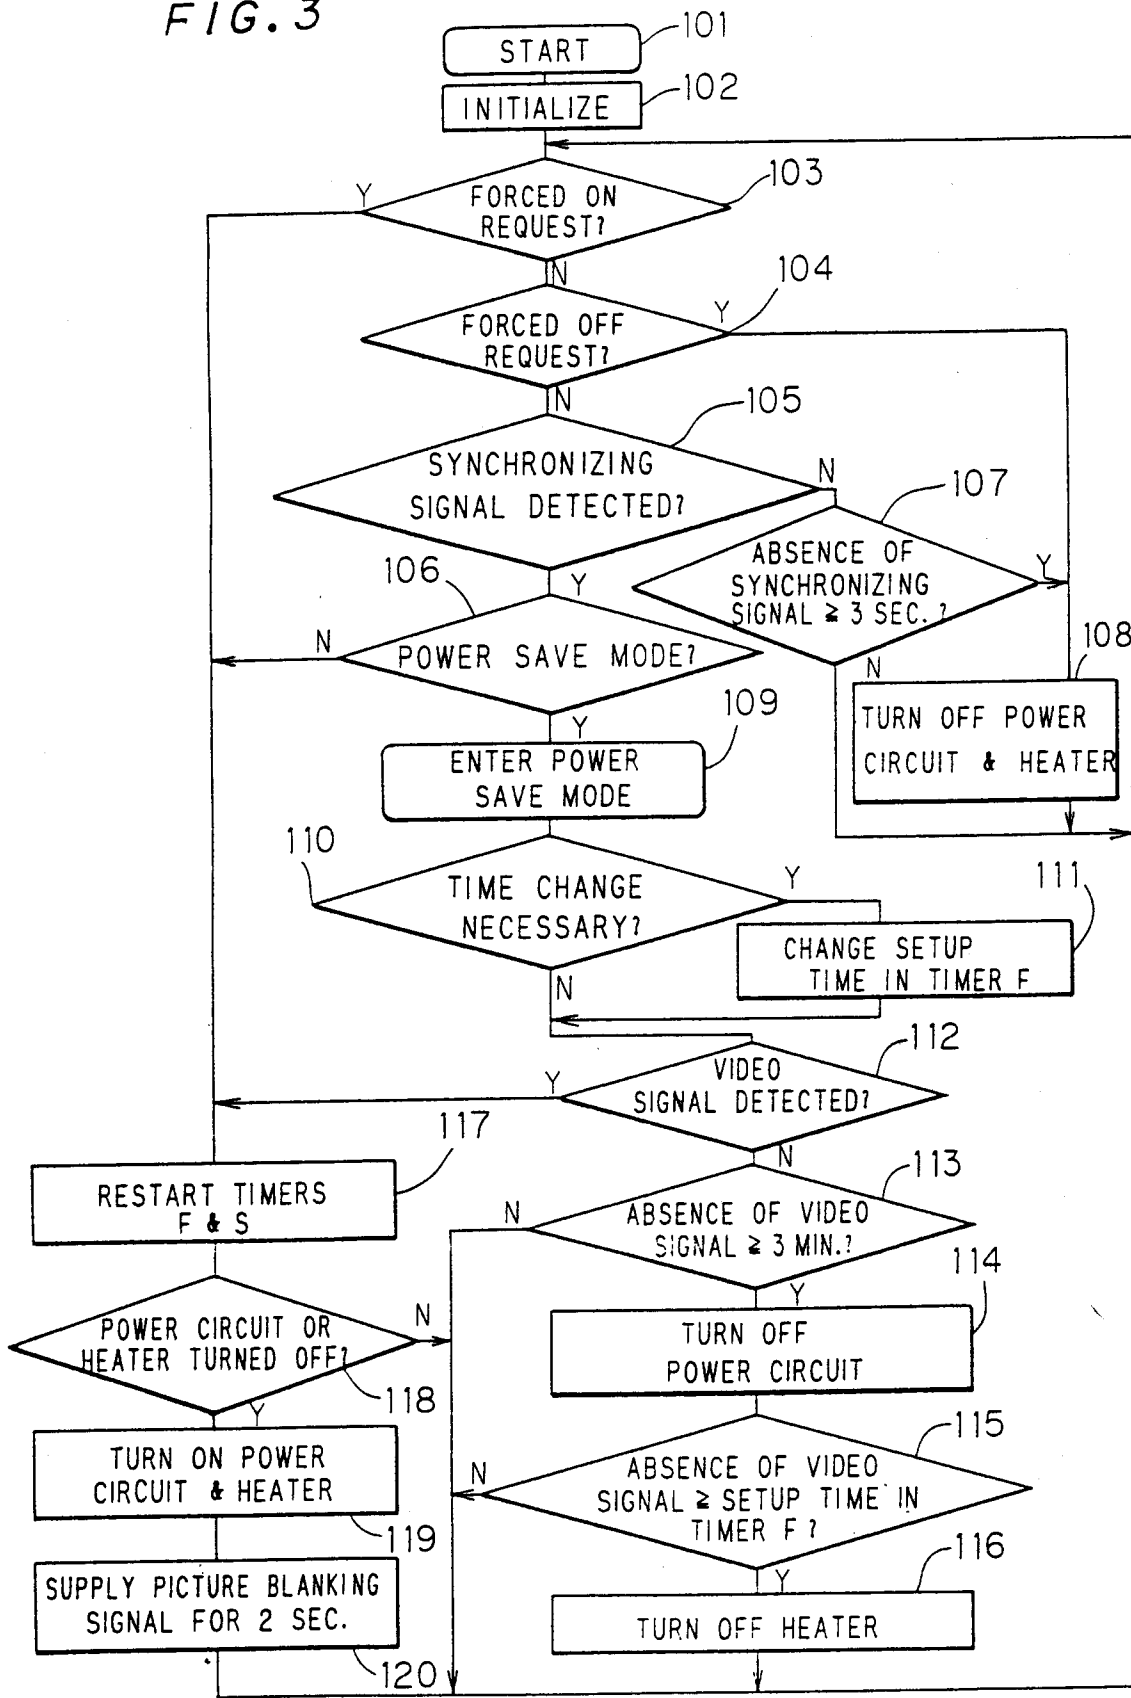 FIG. 3
START
101
INITIALIZE
102
FORCED ON
REQUEST?
103
Y
N
FORCED OFF
REQUEST?
104
Y
N
SYNCHRONIZING
SIGNAL DETECTED?
105
N
Y
ABSENCE OF
SYNCHRONIZING
SIGNAL ≧ 3 SEC.?
107
Y
N
106
POWER SAVE MODE?
N
Y
108
TURN OFF POWER
CIRCUIT & HEATER
109
ENTER POWER
SAVE MODE
110
TIME CHANGE
NECESSARY?
Y
N
111
CHANGE SETUP
TIME IN TIMER F
112
VIDEO
SIGNAL DETECTED?
Y
N
117
RESTART TIMERS
F & S
113
ABSENCE OF VIDEO
SIGNAL ≧ 3 MIN.?
N
Y
114
TURN OFF
POWER CIRCUIT
POWER CIRCUIT OR
HEATER TURNED OFF?
N
118
Y
TURN ON POWER
CIRCUIT & HEATER
119
115
ABSENCE OF VIDEO
SIGNAL ≧ SETUP TIME IN
TIMER F?
N
Y
116
TURN OFF HEATER
SUPPLY PICTURE BLANKING
SIGNAL FOR 2 SEC.
120